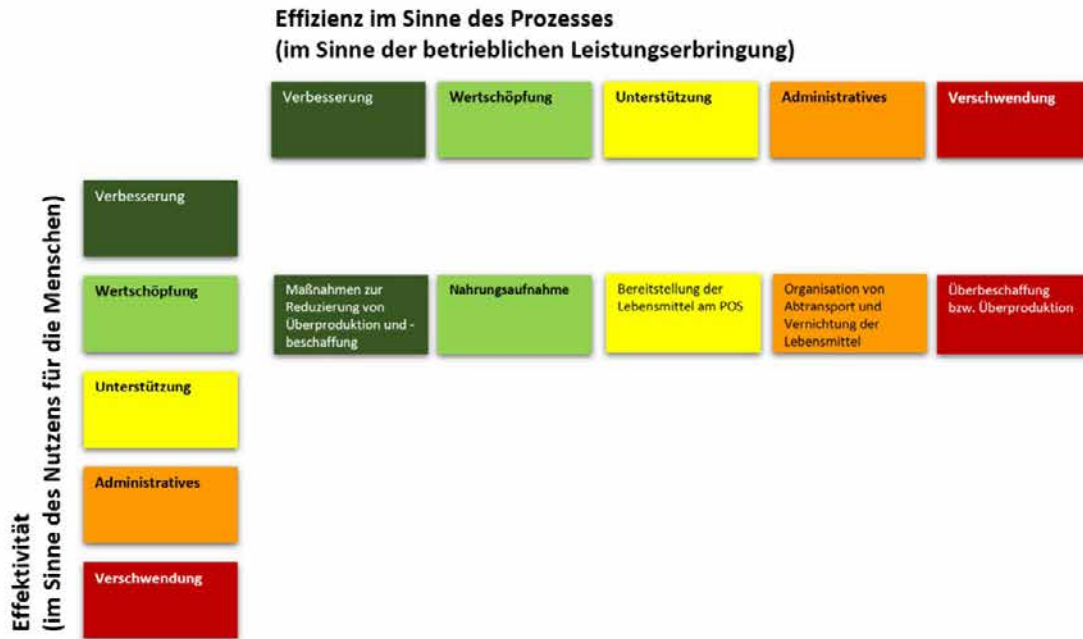 Effizienz im Sinne des Prozesses
(im Sinne der betrieblichen Leistungserbringung)
Verbesserung
Wertschöpfung
Unterstützung
Administratives
Verschwendung
Effektivität
(im Sinne des Nutzens für die Menschen)
Verbesserung
Wertschöpfung
Maßnahmen zur
Reduzierung von
Überproduktion und -
beschaffung
Nahrungsaufnahme
Bereitstellung der
Lebensmittel am POS
Organisation von
Abtransport und
Vernichtung der
Lebensmittel
Überbeschaffung
bzw. Überproduktion
Unterstützung
Administratives
Verschwendung